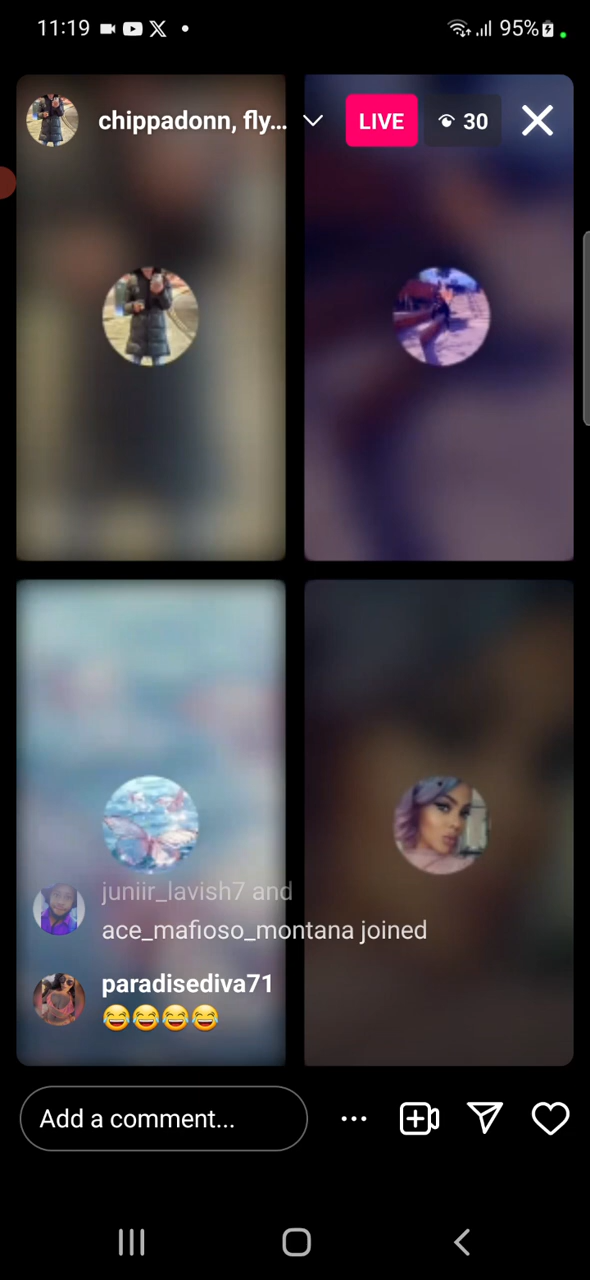 11:19
95%
chippadonn, fly...
LIVE
30
juniir_lavish7 and
ace_mafioso_montana joined
paradisediva71
😂😂😂😂
Add a comment...